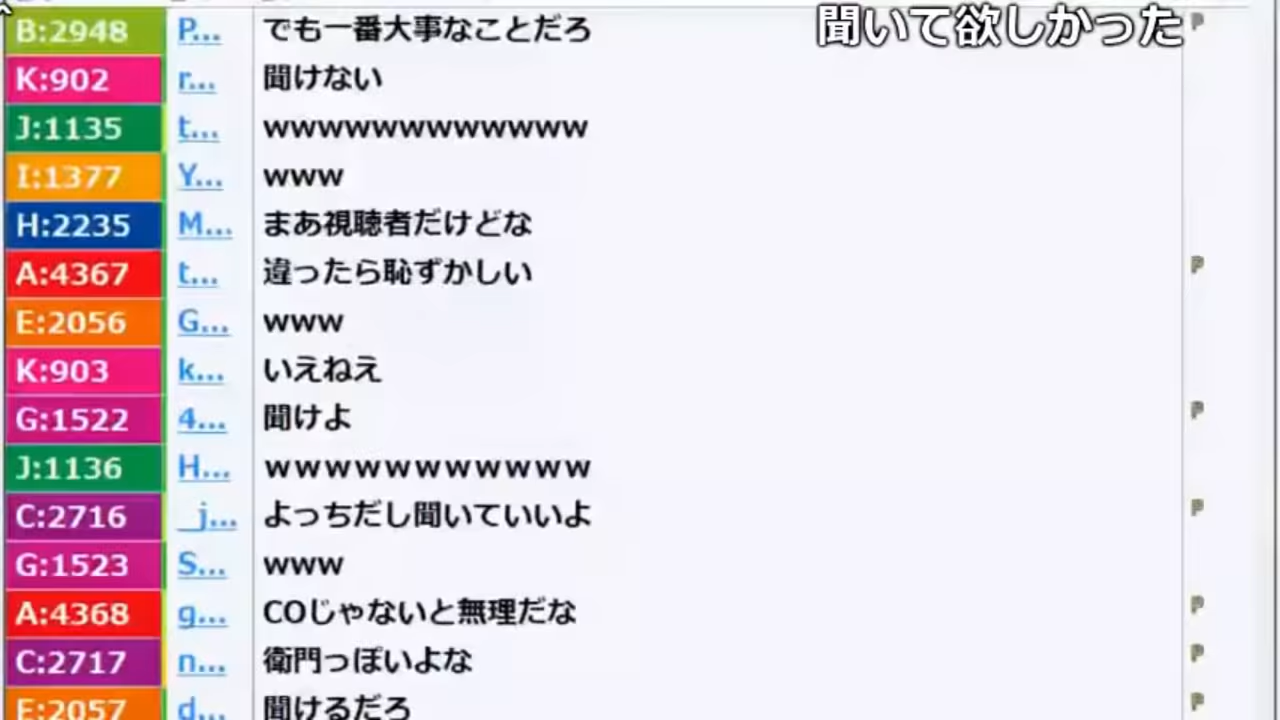 聞いて欲しかった
B:2948 P... でも一番大事なことだろ P
K:902 r... 聞けない
J:1135 t... wwwwwwwwwwww
I:1377 Y... www
H:2235 M... まあ視聴者だけどな
A:4367 t... 違ったら恥ずかしい P
E:2056 G... www
K:903 k... いえねえ
G:1522 4... 聞けよ P
J:1136 H... ｗｗｗｗｗｗｗｗｗｗｗ
C:2716 _j... よっちだし聞いていいよ P
G:1523 S... www
A:4368 g... COじゃないと無理だな P
C:2717 n... 衛門っぽいよな P
E:2057 d... 聞けるだろ P